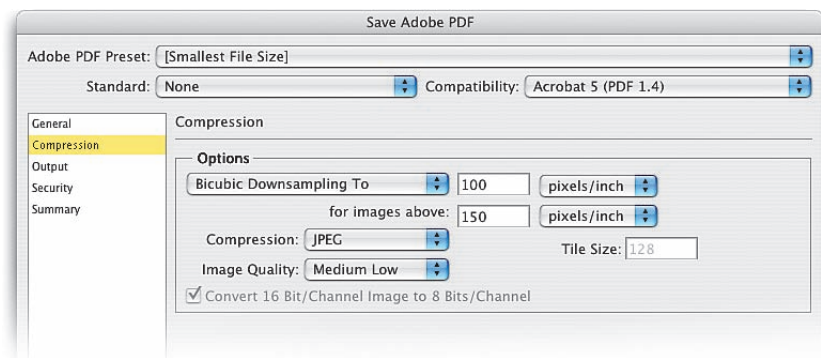 Save Adobe PDF
Adobe PDF Preset: [Smallest File Size]
Standard: None Compatibility: Acrobat 5 (PDF 1.4)
General
Compression
Output
Security
Summary
Compression
Options
Bicubic Downsampling To 100 pixels/inch
for images above: 150 pixels/inch
Compression: JPEG Tile Size: 128
Image Quality: Medium Low
Convert 16 Bit/Channel Image to 8 Bits/Channel